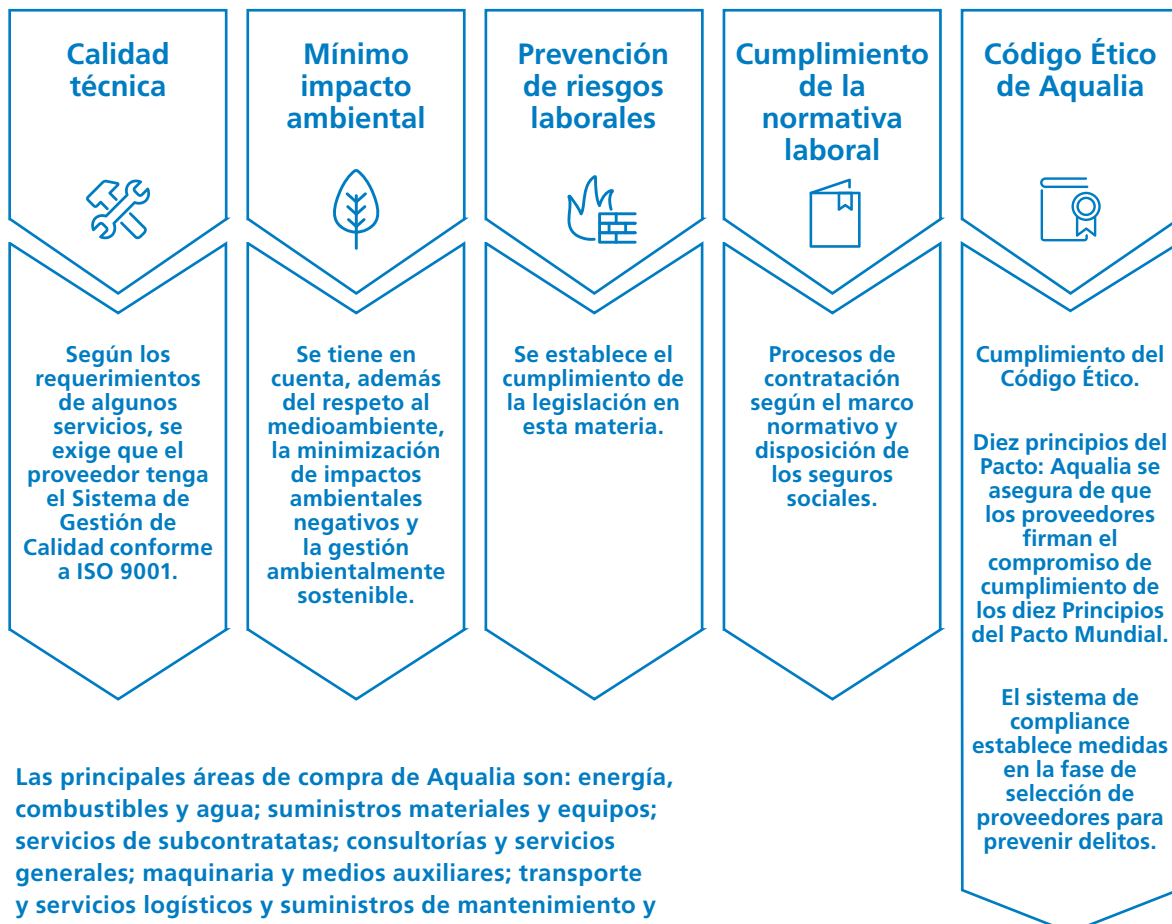 Calidad
técnica
Según los
requerimientos
de algunos
servicios, se
exige que el
proveedor tenga
el Sistema de
Gestión de
Calidad conforme
a ISO 9001.
Mínimo
impacto
ambiental
Se tiene en
cuenta, además
del respeto al
medioambiente,
la minimización
de impactos
ambientales
negativos y
la gestión
ambientalmente
sostenible.
Prevención
de riesgos
laborales
Se establece el
cumplimiento de
la legislación en
esta materia.
Cumplimiento
de la
normativa
laboral
Procesos de
contratación
según el marco
normativo y
disposición de
los seguros
sociales.
Código Ético
de Aqualia
Cumplimiento del
Código Ético.
Diez principios del
Pacto: Aqualia se
asegura de que
los proveedores
firman el
compromiso de
cumplimiento de
los diez Principios
del Pacto Mundial.
El sistema de
compliance
establece medidas
en la fase de
selección de
proveedores para
prevenir delitos.
Las principales áreas de compra de Aqualia son: energía,
combustibles y agua; suministros materiales y equipos;
servicios de subcontratatas; consultorías y servicios
generales; maquinaria y medios auxiliares; transporte
y servicios logísticos y suministros de mantenimiento y